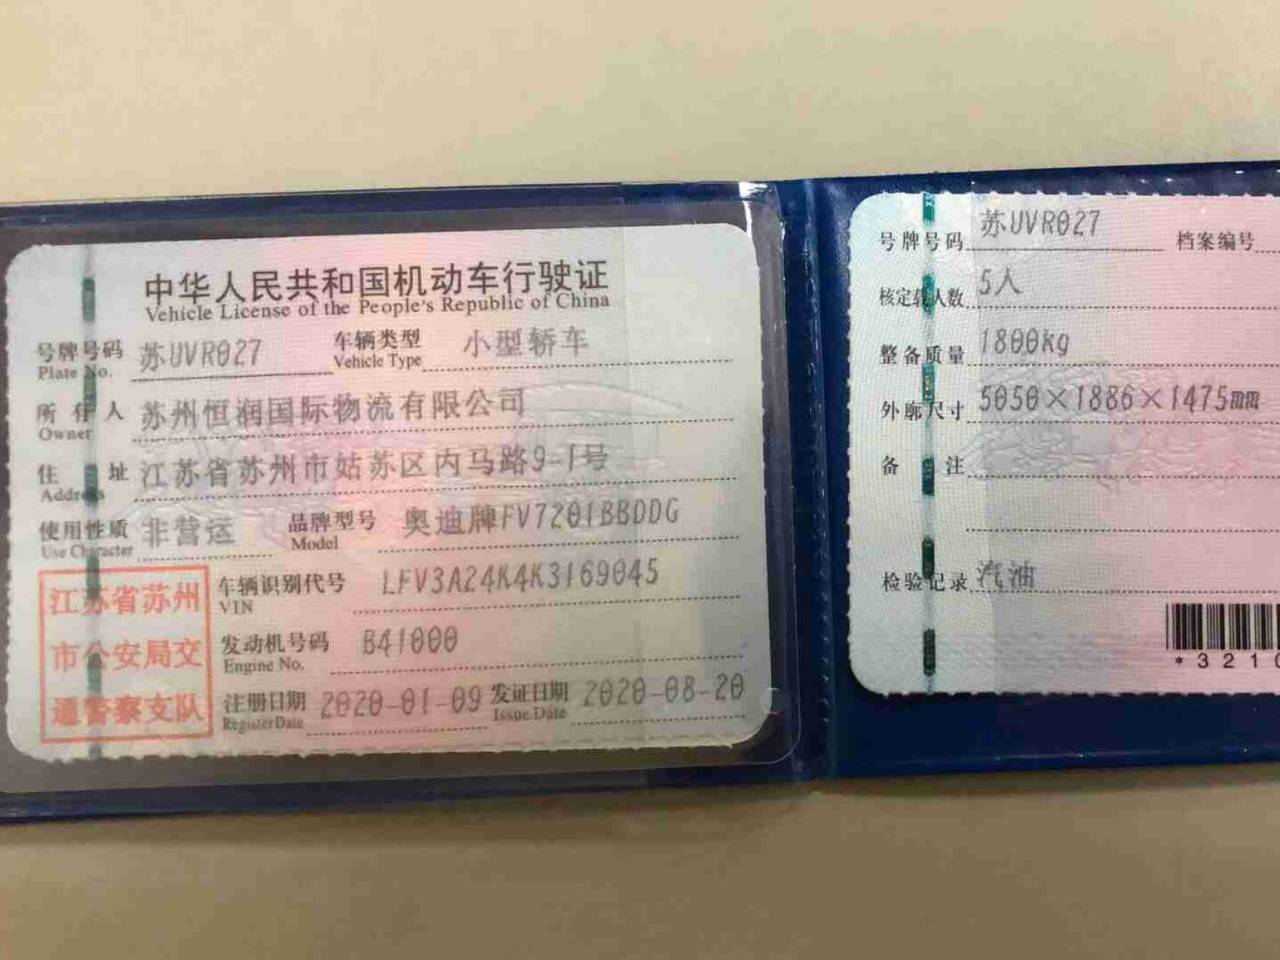 中华人民共和国机动车行驶证
Vehicle License of the People's Republic of China
号牌号码 苏UVR027 车辆类型 小型轿车
Plate No. Vehicle Type
所有人 苏州恒润国际物流有限公司
Owner
住址 江苏省苏州市姑苏区内马路9-1号
Address
使用性质 非营运 品牌型号 奥迪牌FV7201BBDDG
Use Character Model
江苏省苏州
市公安局交
通警察支队
车辆识别代号 LFV3A24K4K3169045
VIN
发动机号码 B41000
Engine No.
注册日期 2020-01-09 发证日期 2020-08-20
Register Date Issue Date
号牌号码 苏UVR027 档案编号
核定载人数 5人
整备质量 1800kg
外廓尺寸 5050×1886×1475mm
备注
检验记录 汽油
*321